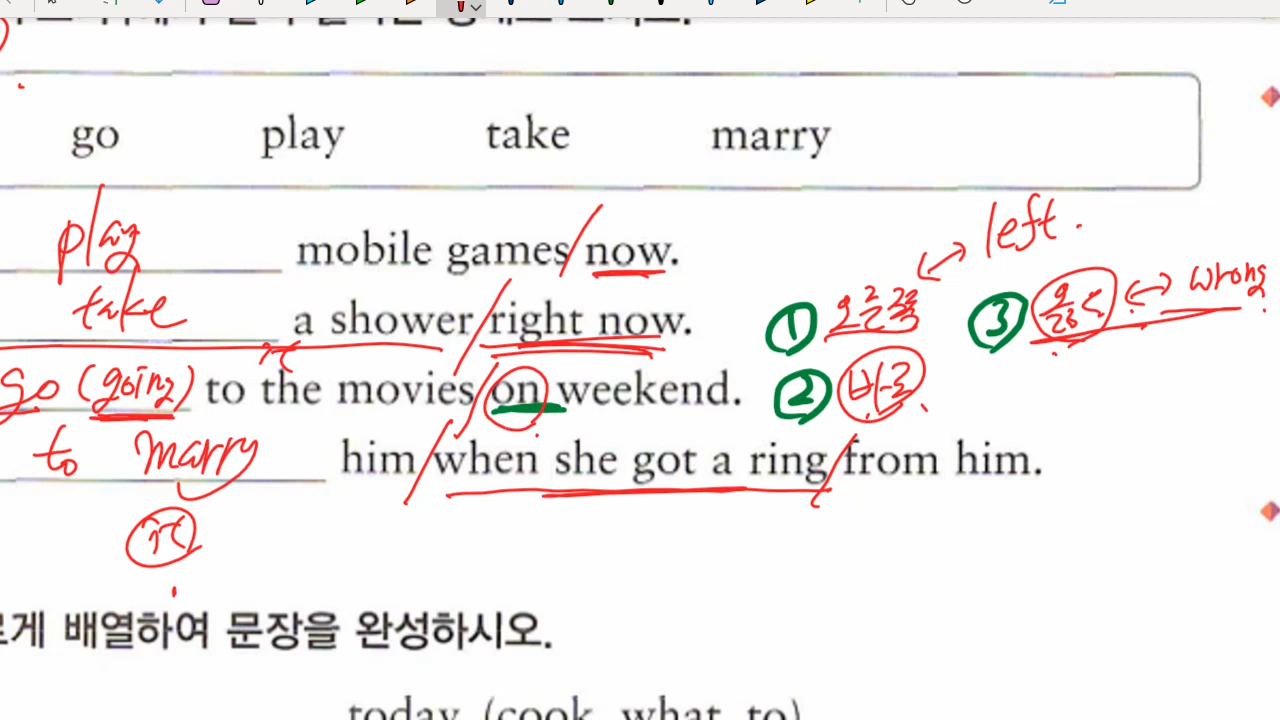 go play take marry
play mobile games now.
take a shower right now.
left.
① 오른쪽 ③ 옳은 wrong
go (going) to the movies on weekend.
② 바로
to marry him when she got a ring from him.
르게 배열하여 문장을 완성하시오.
today (cook, what, to)